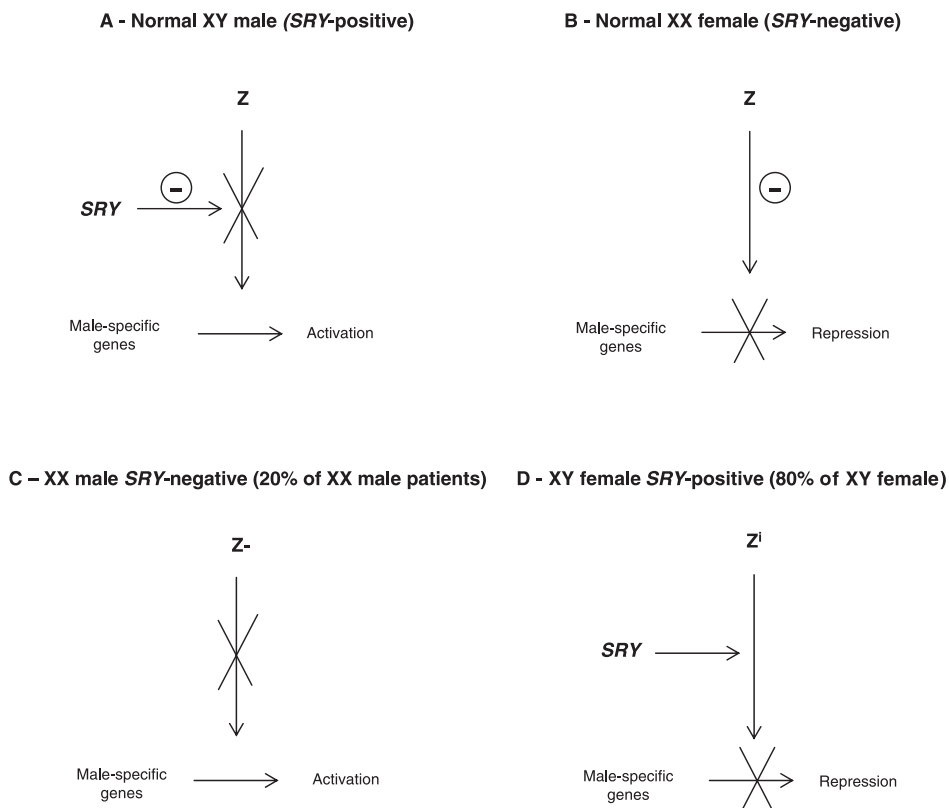 A - Normal XY male (SRY-positive)
Z
−
SRY
Male-specific
genes
Activation
B - Normal XX female (SRY-negative)
Z
−
Male-specific
genes
Repression
C – XX male SRY-negative (20% of XX male patients)
Z-
Male-specific
genes
Activation
D - XY female SRY-positive (80% of XY female)
Zⁱ
SRY
Male-specific
genes
Repression